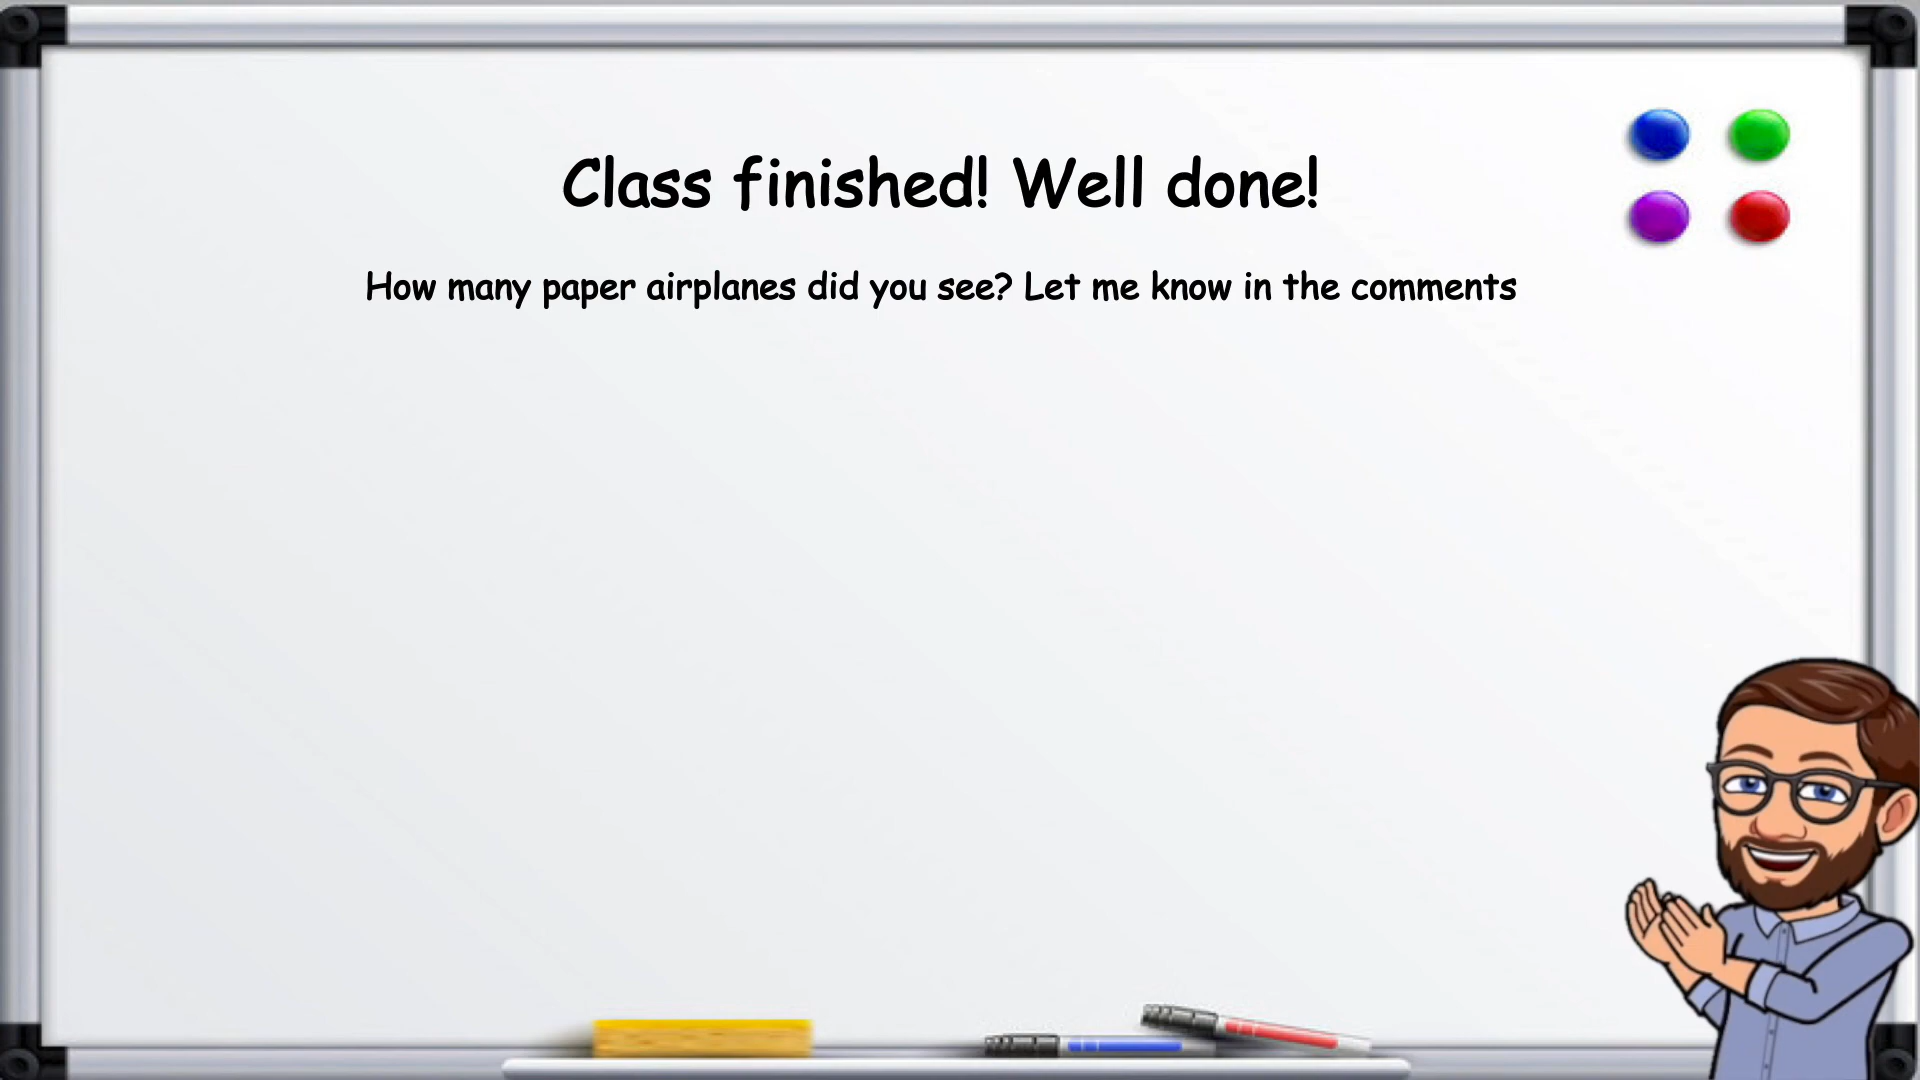 Class finished! Well done!
How many paper airplanes did you see? Let me know in the comments